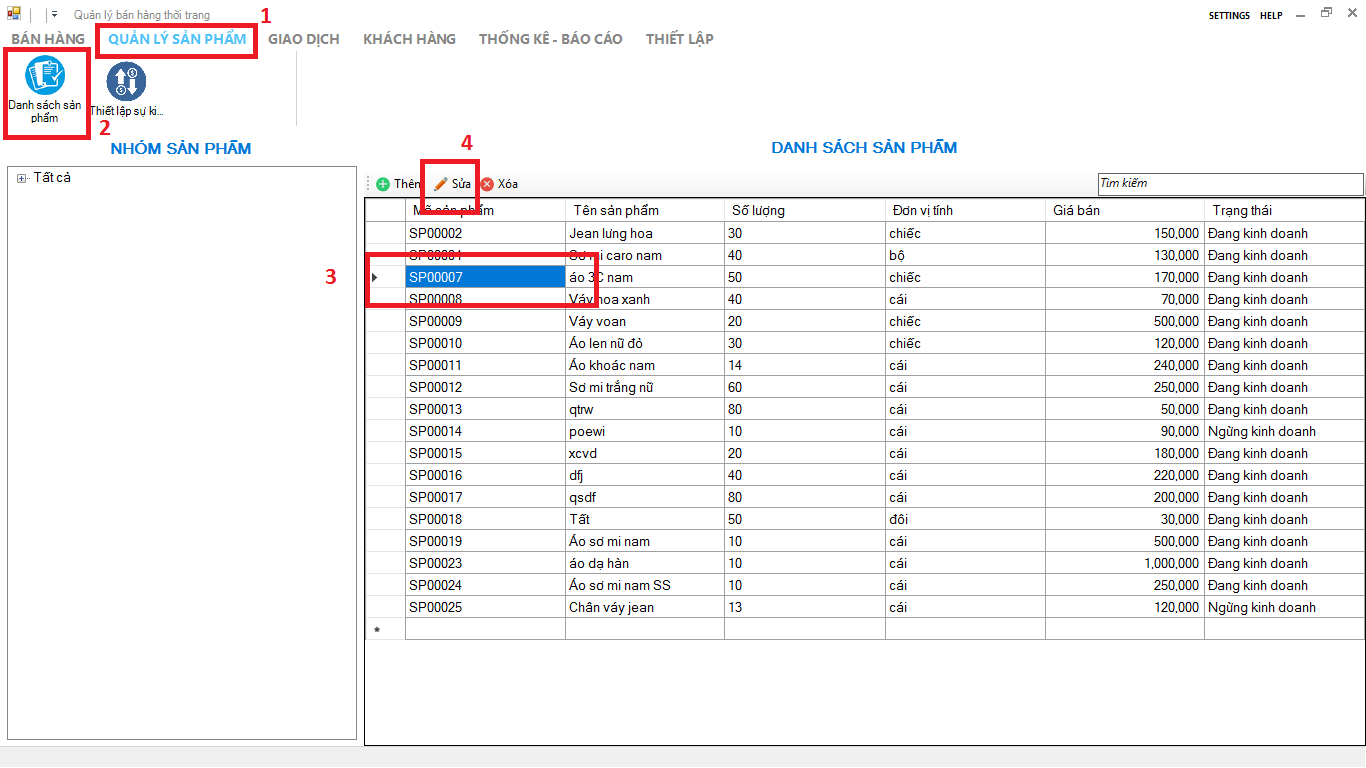 Quản lý bán hàng thời trang
1
SETTINGS HELP
BÁN HÀNG QUẢN LÝ SẢN PHẨM GIAO DỊCH KHÁCH HÀNG THỐNG KÊ - BÁO CÁO THIẾT LẬP
Danh sách sản
phẩm
Thiết lập sự ki...
2
NHÓM SẢN PHẨM
4
DANH SÁCH SẢN PHẨM
Tất cả
Thên Sửa Xóa
Tìm kiếm
Mã sản phẩm Tên sản phẩm Số lượng Đơn vị tính Giá bán Trạng thái
SP00002 Jean lưng hoa 30 chiếc 150,000 Đang kinh doanh
caro nam 40 bộ 130,000 Đang kinh doanh
3
SP00007 áo 3C nam 50 chiếc 170,000 Đang kinh doanh
SP00008 Váy hoa xanh 40 cái 70,000 Đang kinh doanh
SP00009 Váy voan 20 chiếc 500,000 Đang kinh doanh
SP00010 Áo len nữ đỏ 30 chiếc 120,000 Đang kinh doanh
SP00011 Áo khoác nam 14 cái 240,000 Đang kinh doanh
SP00012 Sơ mi trắng nữ 60 cái 250,000 Đang kinh doanh
SP00013 qtrw 80 cái 50,000 Đang kinh doanh
SP00014 poewi 10 cái 90,000 Ngừng kinh doanh
SP00015 xcvd 20 cái 180,000 Đang kinh doanh
SP00016 dfj 40 cái 220,000 Đang kinh doanh
SP00017 qsdf 80 cái 200,000 Đang kinh doanh
SP00018 Tất 50 đôi 30,000 Đang kinh doanh
SP00019 Áo sơ mi nam 10 cái 500,000 Đang kinh doanh
SP00023 áo dạ hàn 10 cái 1,000,000 Đang kinh doanh
SP00024 Áo sơ mi nam SS 10 cái 250,000 Đang kinh doanh
SP00025 Chân váy jean 13 cái 120,000 Ngừng kinh doanh
*